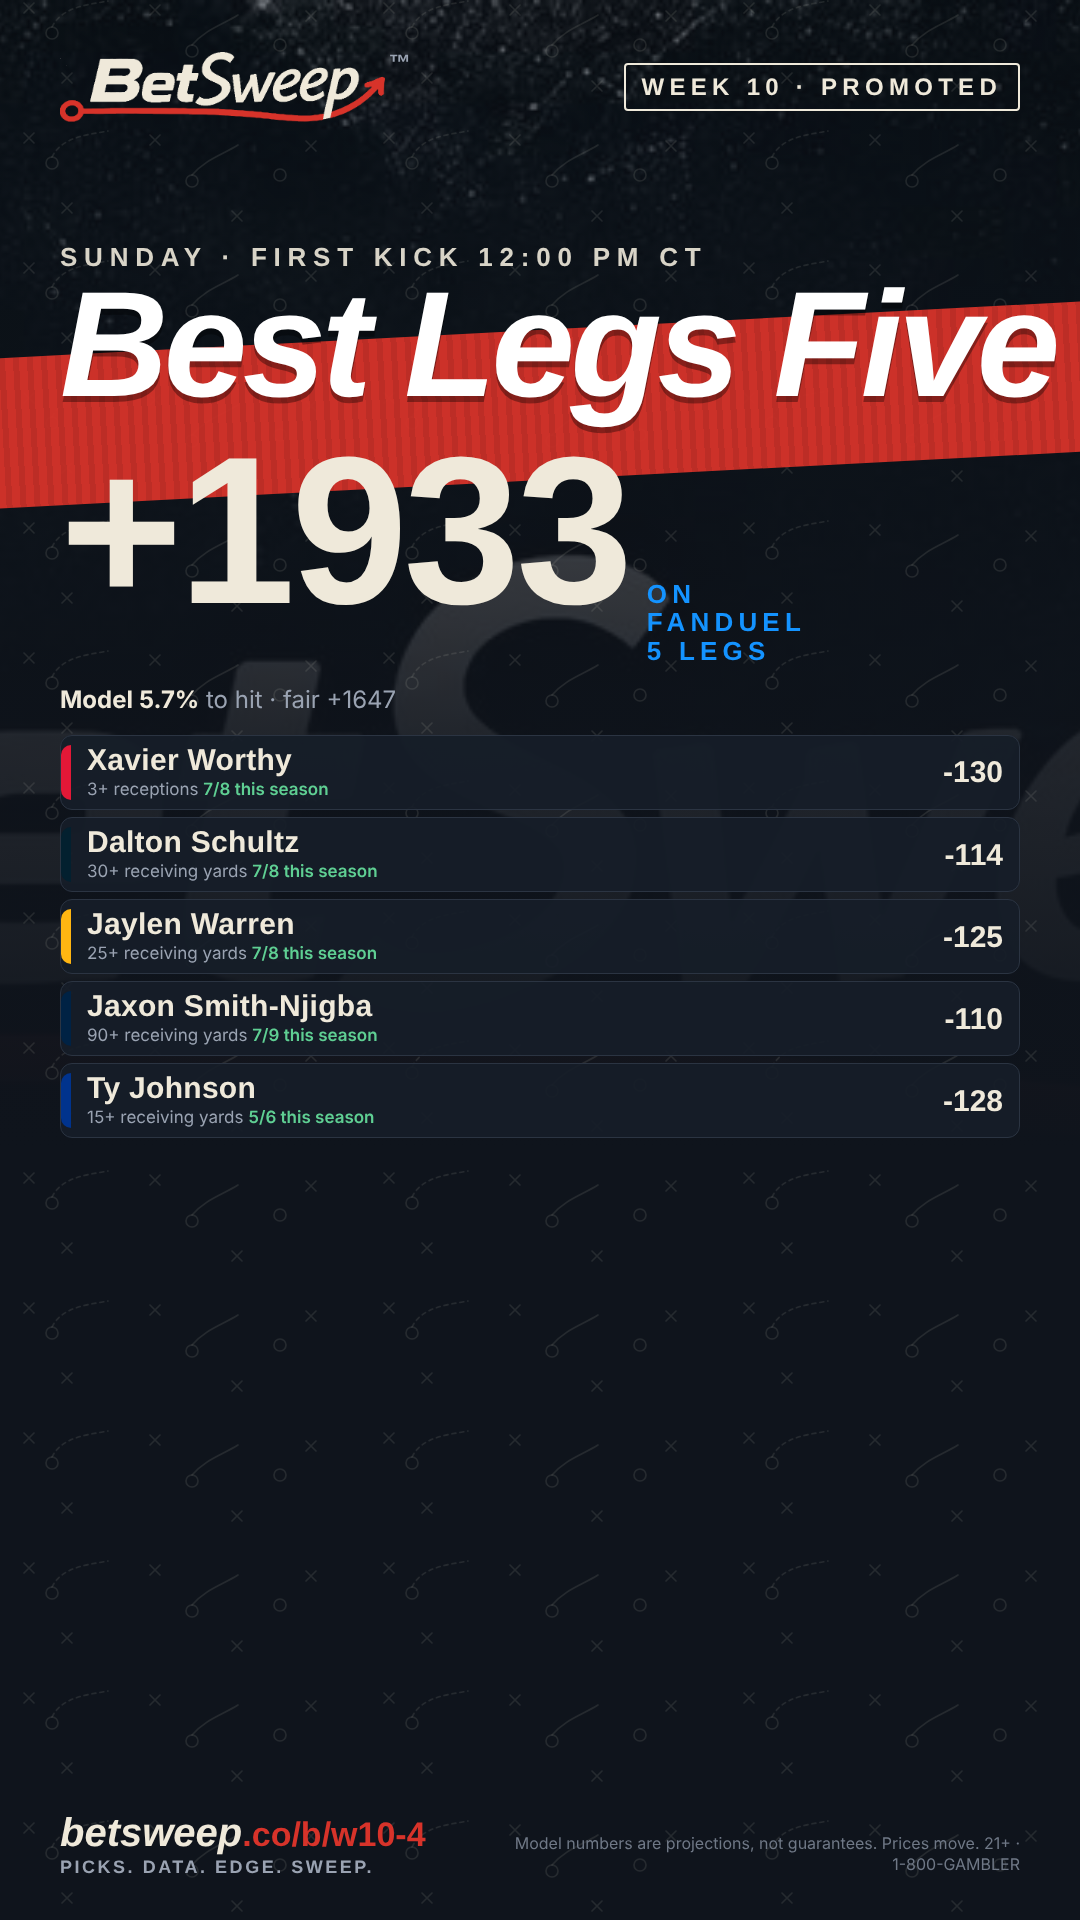 BetSweep™
WEEK 10 · PROMOTED
SUNDAY · FIRST KICK 12:00 PM CT
Best Legs Five
+1933
ON
FANDUEL
5 LEGS
Model 5.7% to hit · fair +1647
Xavier Worthy
3+ receptions 7/8 this season
-130
Dalton Schultz
30+ receiving yards 7/8 this season
-114
Jaylen Warren
25+ receiving yards 7/8 this season
-125
Jaxon Smith-Njigba
90+ receiving yards 7/9 this season
-110
Ty Johnson
15+ receiving yards 5/6 this season
-128
betsweep.co/b/w10-4
PICKS. DATA. EDGE. SWEEP.
Model numbers are projections, not guarantees. Prices move. 21+ ·
1-800-GAMBLER